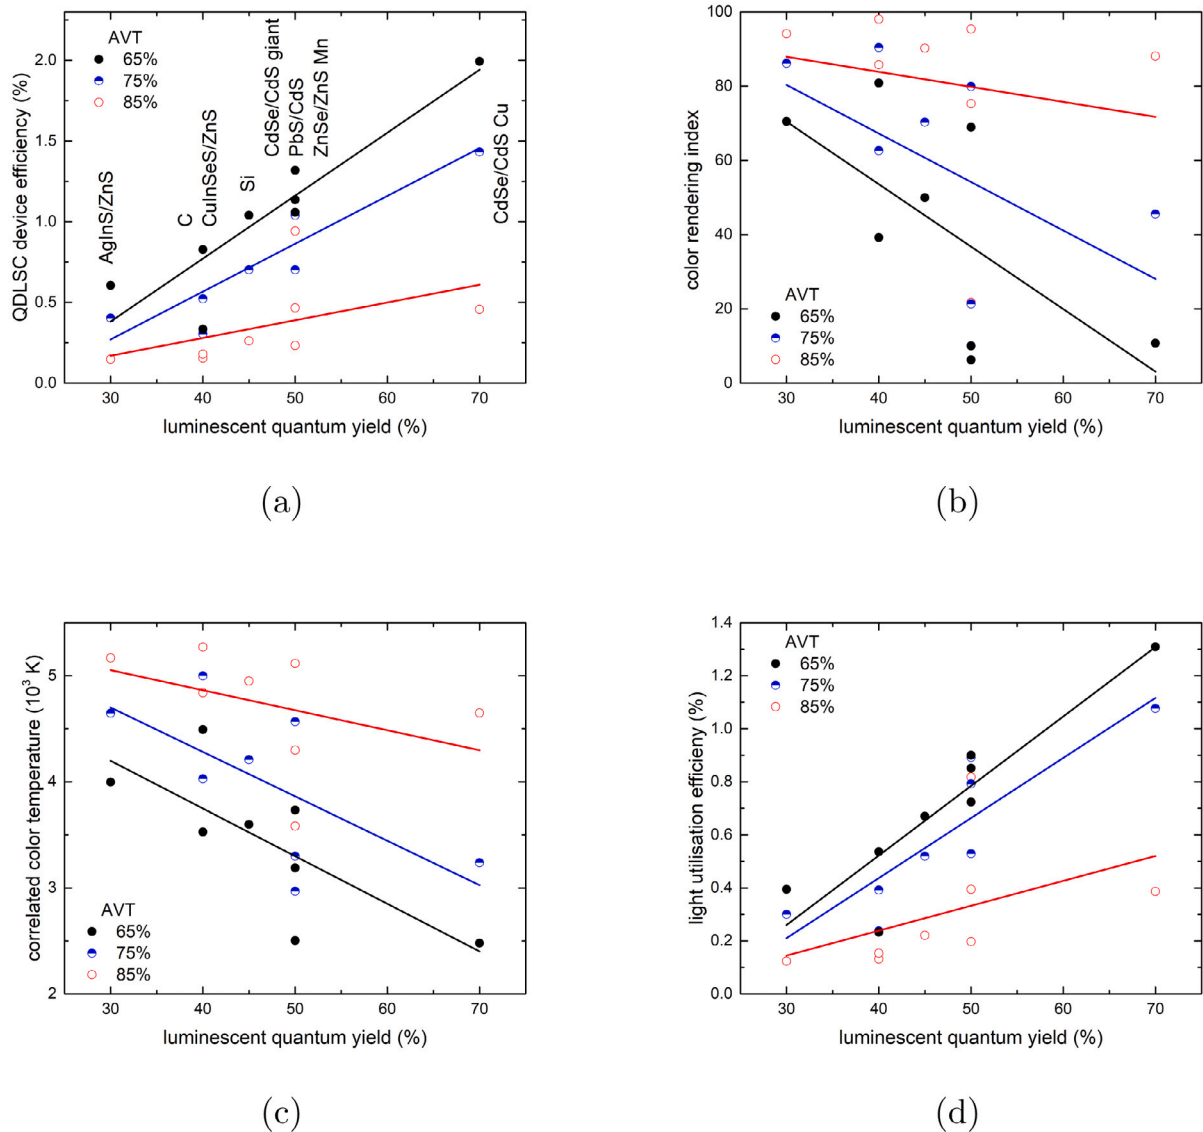 AVT
65%
75%
85%
AgInS/ZnS
C
CuInSeS/ZnS
Si
CdSe/CdS giant
PbS/CdS
ZnSe/ZnS Mn
CdSe/CdS Cu
QDLSC device efficiency (%)
0.0
0.5
1.0
1.5
2.0
30 40 50 60 70
luminescent quantum yield (%)
(a)
color rendering index
100
80
60
40
20
0
AVT
65%
75%
85%
30 40 50 60 70
luminescent quantum yield (%)
(b)
correlated color temperature (10³ K)
5
4
3
2
AVT
65%
75%
85%
30 40 50 60 70
luminescent quantum yield (%)
(c)
light utilisation efficieny (%)
1.4
1.2
1.0
0.8
0.6
0.4
0.2
0.0
AVT
65%
75%
85%
30 40 50 60 70
luminescent quantum yield (%)
(d)